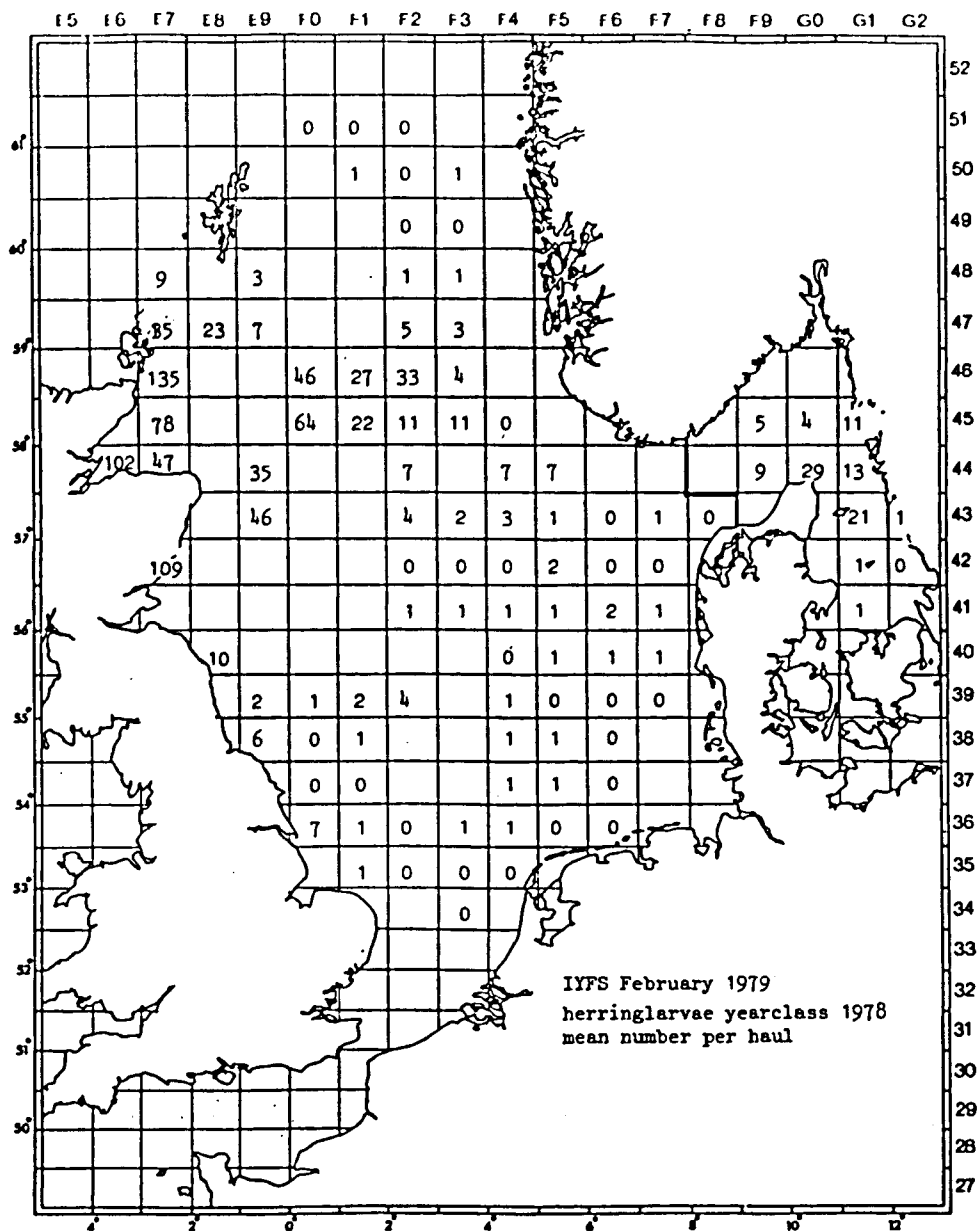 E5 E6 E7 E8 E9 F0 F1 F2 F3 F4 F5 F6 F7 F8 F9 G0 G1 G2
52
0 0 0 51
61°
1 0 1 50
0 0 49
60°
9 3 1 1 48
35 23 7 5 3 47
59°
135 46 27 33 4 46
78 64 22 11 11 0 5 4 11 45
58°
102 47 35 7 7 7 9 29 13 44
46 4 2 3 1 0 1 0 21 1 43
57°
109 0 0 0 2 0 0 1 0 42
1 1 1 1 2 1 1 41
56°
10 0 1 1 1 40
2 1 2 4 1 0 0 0 39
55°
6 0 1 1 1 0 38
0 0 1 1 0 37
54°
7 1 0 1 1 0 0 36
1 0 0 0 35
53°
0 34
33
52°
IYFS February 1979 32
herringlarvae yearclass 1978 31
mean number per haul
51°
30
29
50°
28
27
4° 2° 0° 2° 4° 6° 8° 10° 12°